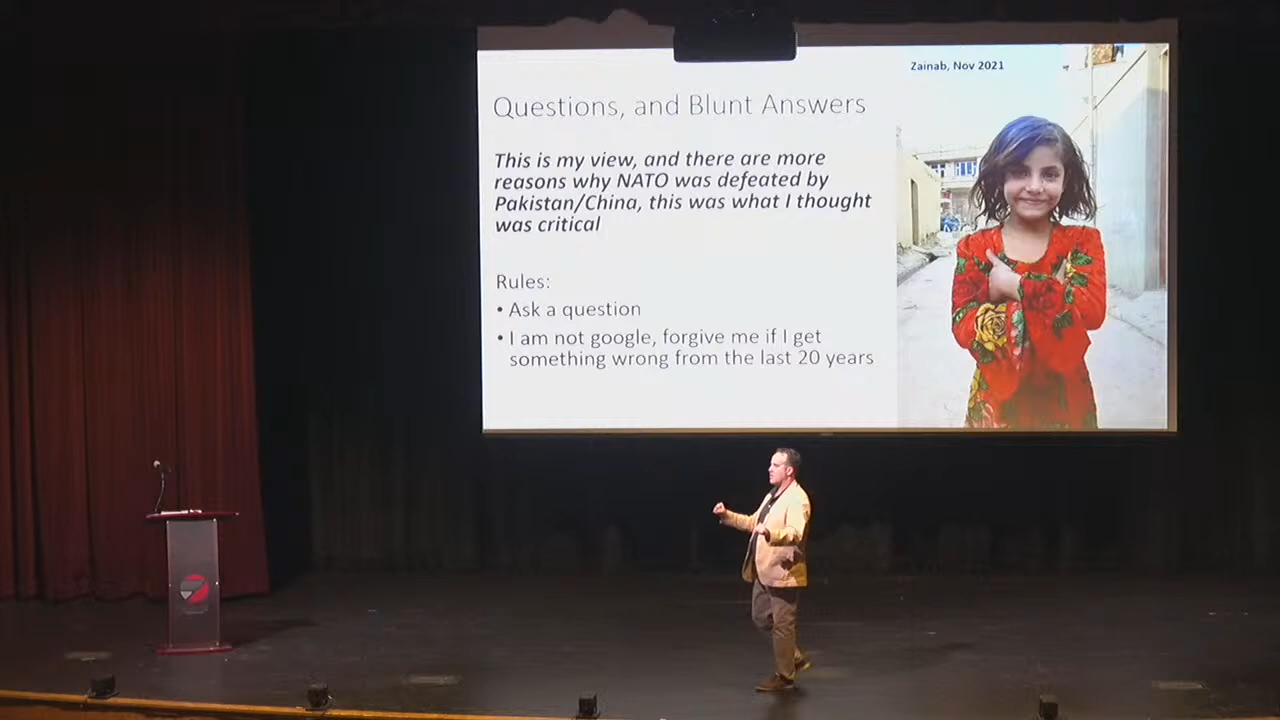 Zainab, Nov 2021
Questions, and Blunt Answers
This is my view, and there are more
reasons why NATO was defeated by
Pakistan/China, this was what I thought
was critical
Rules:
• Ask a question
• I am not google, forgive me if I get
something wrong from the last 20 years